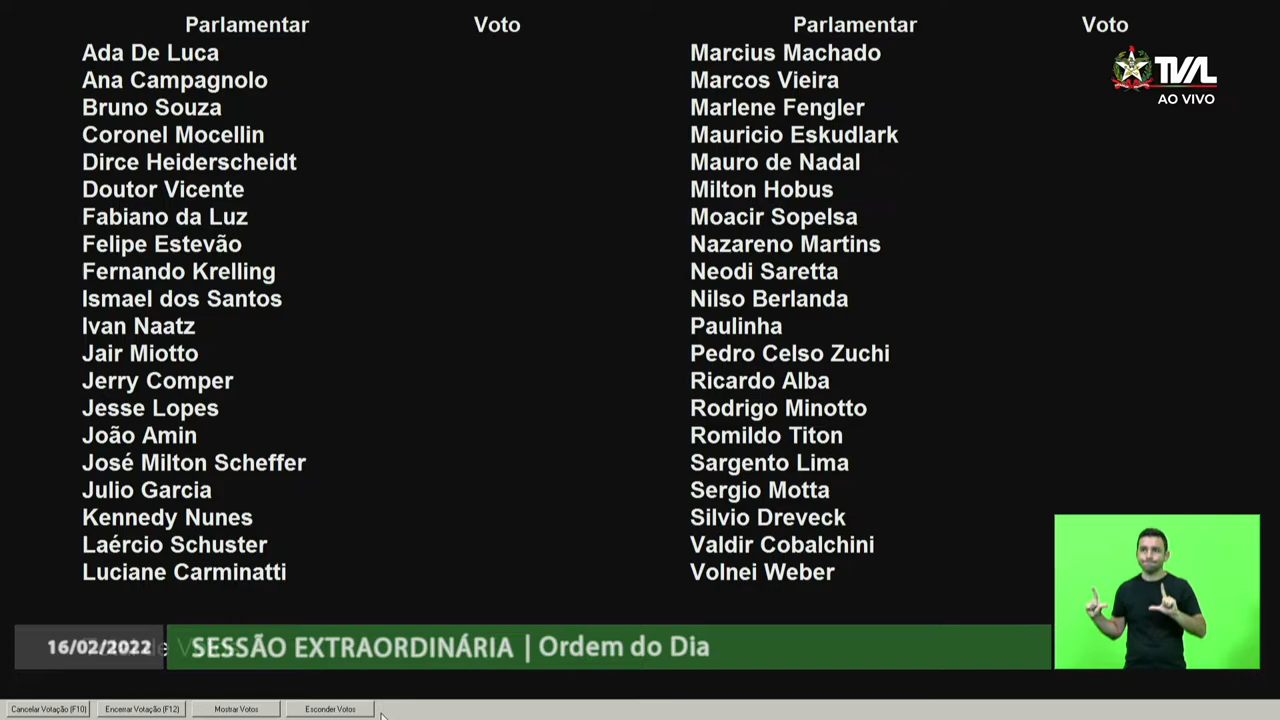 Parlamentar Voto
Ada De Luca
Ana Campagnolo
Bruno Souza
Coronel Mocellin
Dirce Heiderscheidt
Doutor Vicente
Fabiano da Luz
Felipe Estevão
Fernando Krelling
Ismael dos Santos
Ivan Naatz
Jair Miotto
Jerry Comper
Jesse Lopes
João Amin
José Milton Scheffer
Julio Garcia
Kennedy Nunes
Laércio Schuster
Luciane Carminatti
Parlamentar Voto
Marcius Machado
Marcos Vieira
Marlene Fengler
Mauricio Eskudlark
Mauro de Nadal
Milton Hobus
Moacir Sopelsa
Nazareno Martins
Neodi Saretta
Nilso Berlanda
Paulinha
Pedro Celso Zuchi
Ricardo Alba
Rodrigo Minotto
Romildo Titon
Sargento Lima
Sergio Motta
Silvio Dreveck
Valdir Cobalchini
Volnei Weber
TVAL
AO VIVO
16/02/2022 SESSÃO EXTRAORDINÁRIA | Ordem do Dia
Cancelar Votação (F10) Encerrar Votação (F12) Mostrar Votos Esconder Votos